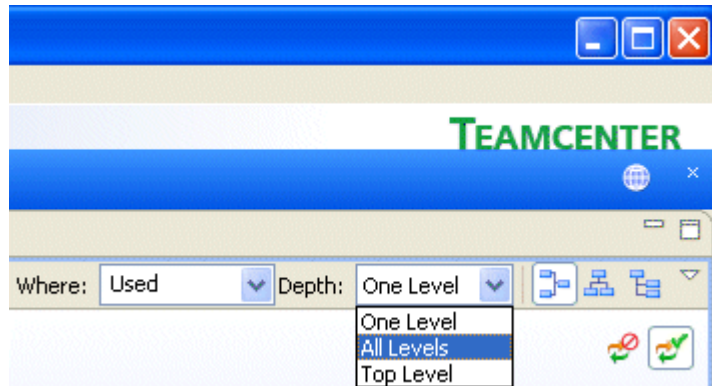 TEAMCENTER
Where: Used Depth: One Level
One Level
All Levels
Top Level